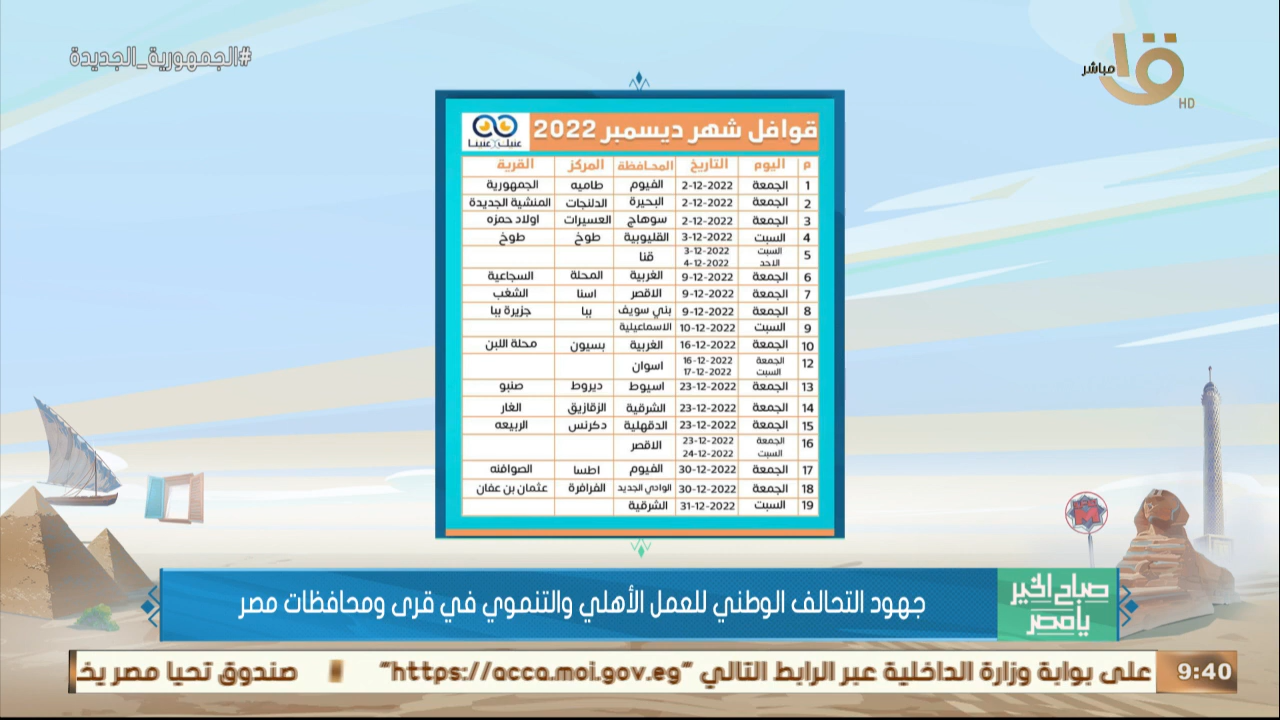 #الجمهورية_الجديدة
مباشر
HD
قوافل شهر ديسمبر 2022
عنيك X عنينا
م اليوم التاريخ المحافظة المركز القرية
1 الجمعة 2-12-2022 الفيوم طاميه الجمهورية
2 الجمعة 2-12-2022 البحيرة الدلنجات المنشية الجديدة
3 الجمعة 2-12-2022 سوهاج العسيرات اولاد حمزه
4 السبت 3-12-2022 القليوبية طوخ طوخ
5 السبت 3-12-2022 قنا
الاحد 4-12-2022
6 الجمعة 9-12-2022 الغربية المحلة السجاعية
7 الجمعة 9-12-2022 الاقصر اسنا الشغب
8 الجمعة 9-12-2022 بني سويف ببا جزيرة ببا
9 السبت 10-12-2022 الاسماعيلية
10 الجمعة 16-12-2022 الغربية بسيون محلة اللبن
12 الجمعة 16-12-2022 اسوان
السبت 17-12-2022
13 الجمعة 23-12-2022 اسيوط ديروط صنبو
14 الجمعة 23-12-2022 الشرقية الزقازيق الغار
15 الجمعة 23-12-2022 الدقهلية دكرنس الربيعه
16 الجمعة 23-12-2022 الاقصر
السبت 24-12-2022
17 الجمعة 30-12-2022 الفيوم اطسا الصوافنه
18 الجمعة 30-12-2022 الوادي الجديد الفرافرة عثمان بن عفان
19 السبت 31-12-2022 الشرقية
صباح الخير
يا مصر
جهود التحالف الوطني للعمل الأهلي والتنموي في قرى ومحافظات مصر
9:40
على بوابة وزارة الداخلية عبر الرابط التالي "https://acca.moi.gov.eg" صندوق تحيا مصر يخ